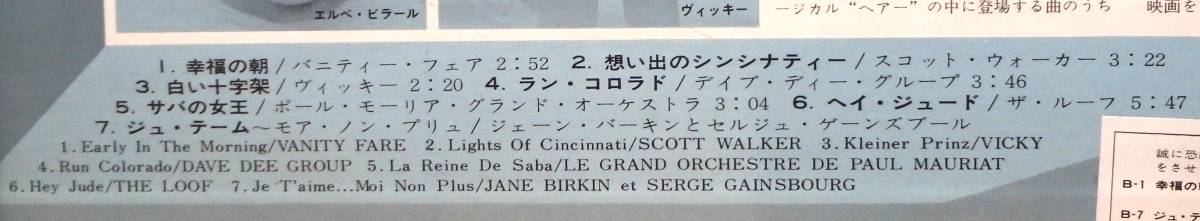 エルベ・ビラール
ヴィッキー
ージカル“ヘアー”の中に登場する曲のうち
映画を
1. 幸福の朝/バニティー・フェア 2：52 2. 想い出のシンシナティー/スコット・ウォーカー 3：22
3. 白い十字架/ヴィッキー 2：20 4. ラン・コロラド/デイブ・ディー・グループ 3：46
5. サバの女王/ポール・モーリア・グランド・オーケストラ 3：04 6. ヘイ・ジュード/ザ・ルーフ 5：47
7. ジュ・テーム～モア・ノン・プリュ/ジェーン・バーキンとセルジュ・ゲーンズブール
1. Early In The Morning/VANITY FARE 2. Lights Of Cincinnati/SCOTT WALKER 3. Kleiner Prinz/VICKY
4. Run Colorado/DAVE DEE GROUP 5. La Reine De Saba/LE GRAND ORCHESTRE DE PAUL MAURIAT
6. Hey Jude/THE LOOF 7. Je T'aime...Moi Non Plus/JANE BIRKIN et SERGE GAINSBOURG
誠に恐
をさせ
B-1 幸福の
B-7 ジュ・テ